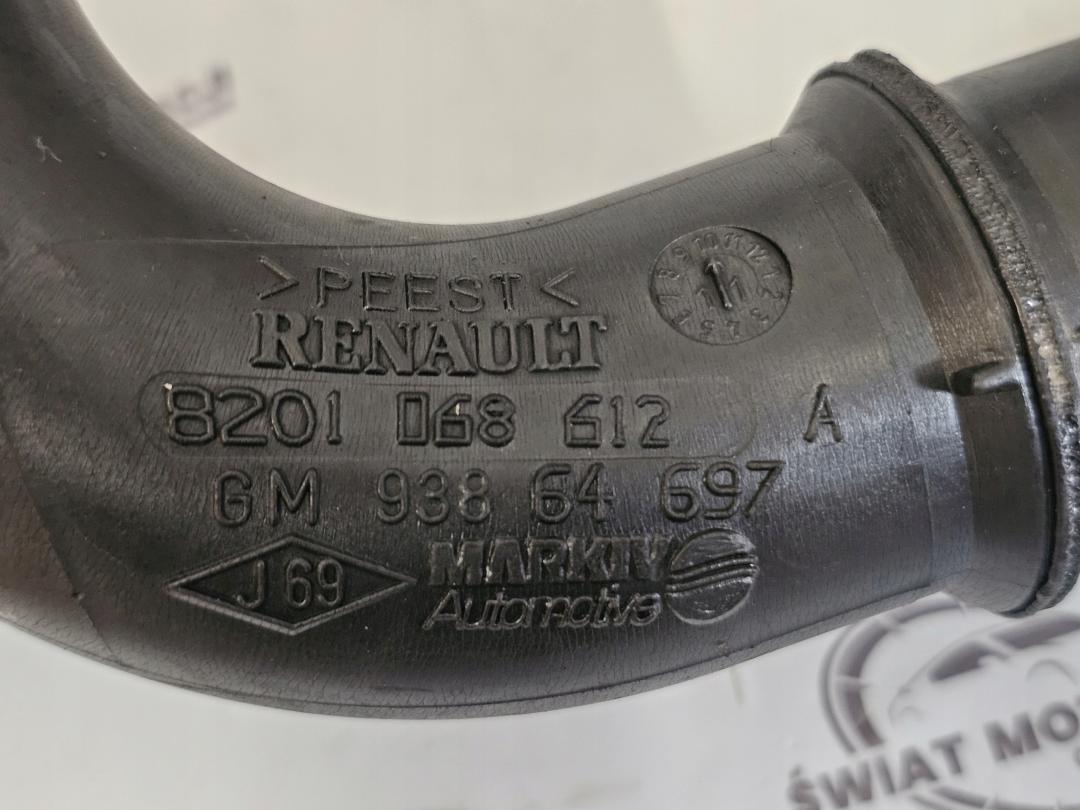 >PEEST<
RENAULT
8201 068 612 A
GM 938 64 697
J 69
MARKIV
Automotive
ŚWIAT MO